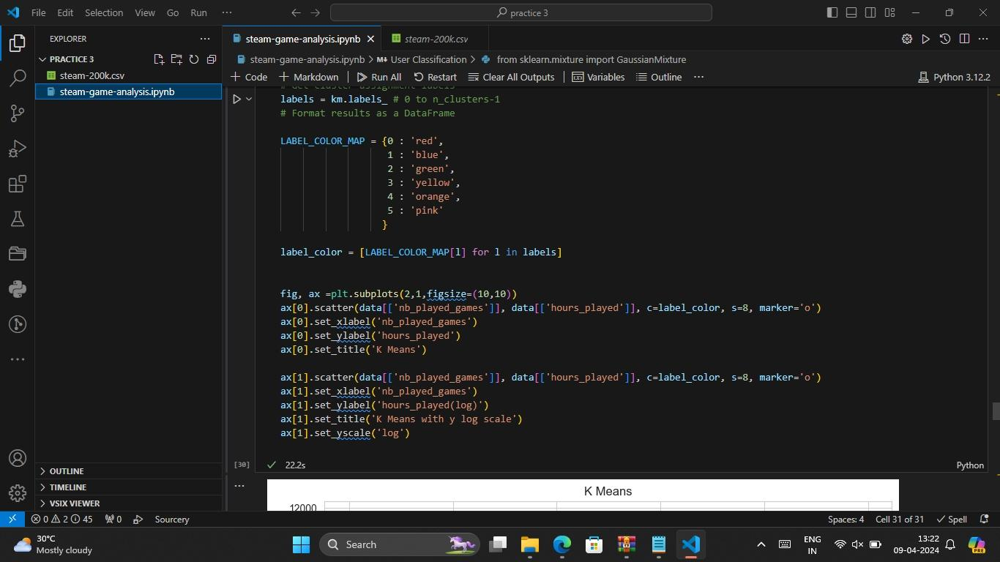 File Edit Selection View Go Run ··· practice 3
EXPLORER ···
PRACTICE 3
steam-200k.csv
steam-game-analysis.ipynb
OUTLINE
TIMELINE
VSIX VIEWER
steam-game-analysis.ipynb steam-200k.csv
steam-game-analysis.ipynb > M↓ User Classification > from sklearn.mixture import GaussianMixture
+ Code + Markdown Run All Restart Clear All Outputs Variables Outline ··· Python 3.12.2
# Get cluster assignment labels
labels = km.labels_ # 0 to n_clusters-1
# Format results as a DataFrame
LABEL_COLOR_MAP = {0 : 'red',
1 : 'blue',
2 : 'green',
3 : 'yellow',
4 : 'orange',
5 : 'pink'
}
label_color = [LABEL_COLOR_MAP[l] for l in labels]
fig, ax =plt.subplots(2,1,figsize=(10,10))
ax[0].scatter(data[['nb_played_games']], data[['hours_played']], c=label_color, s=8, marker='o')
ax[0].set_xlabel('nb_played_games')
ax[0].set_ylabel('hours_played')
ax[0].set_title('K Means')
ax[1].scatter(data[['nb_played_games']], data[['hours_played']], c=label_color, s=8, marker='o')
ax[1].set_xlabel('nb_played_games')
ax[1].set_ylabel('hours_played(log)')
ax[1].set_title('K Means with y log scale')
ax[1].set_yscale('log')
[30] ✓ 22.2s Python
···
K Means
12000
0 2 45 0 Sourcery Spaces: 4 Cell 31 of 31 Spell
30°C
Mostly cloudy
Search
ENG
IN
13:22
09-04-2024
PRE